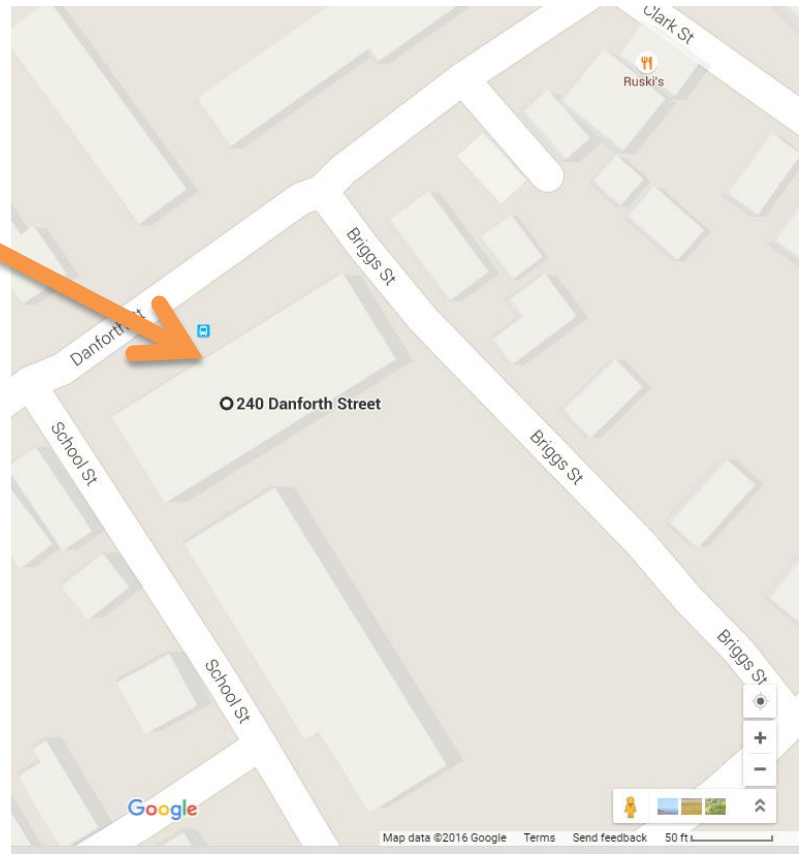 Clark St
Ruski's
Briggs St
Danforth St
240 Danforth Street
School St
Briggs St
School St
Briggs St
Google
Map data ©2016 Google Terms Send feedback 50 ft